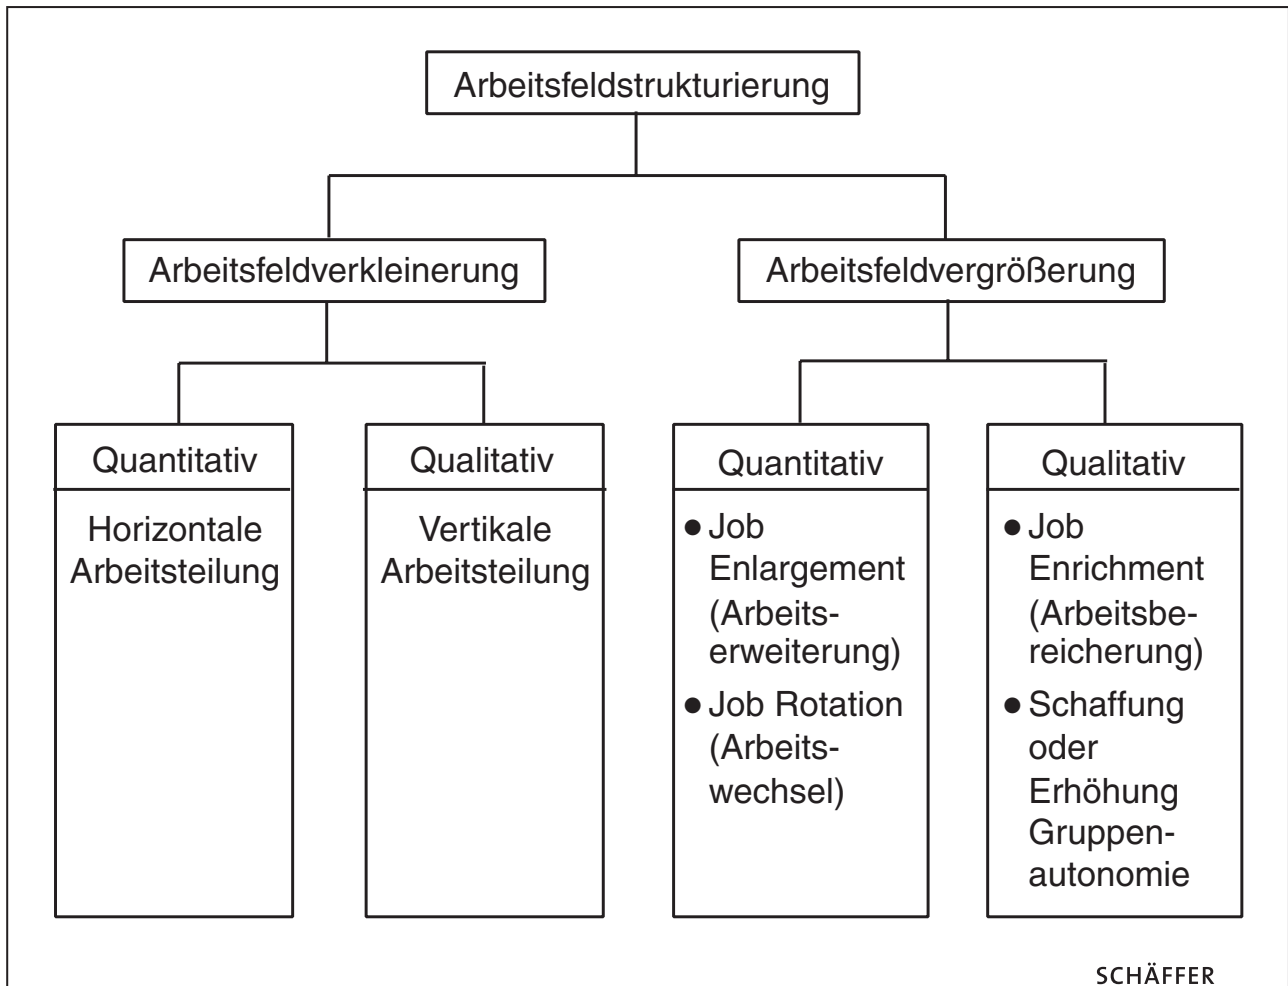 Arbeitsfeldstrukturierung
Arbeitsfeldverkleinerung
Arbeitsfeldvergrößerung
Quantitativ
Horizontale
Arbeitsteilung
Qualitativ
Vertikale
Arbeitsteilung
Quantitativ
● Job
Enlargement
(Arbeits-
erweiterung)
● Job Rotation
(Arbeits-
wechsel)
Qualitativ
● Job
Enrichment
(Arbeitsbe-
reicherung)
● Schaffung
oder
Erhöhung
Gruppen-
autonomie
SCHÄFFER